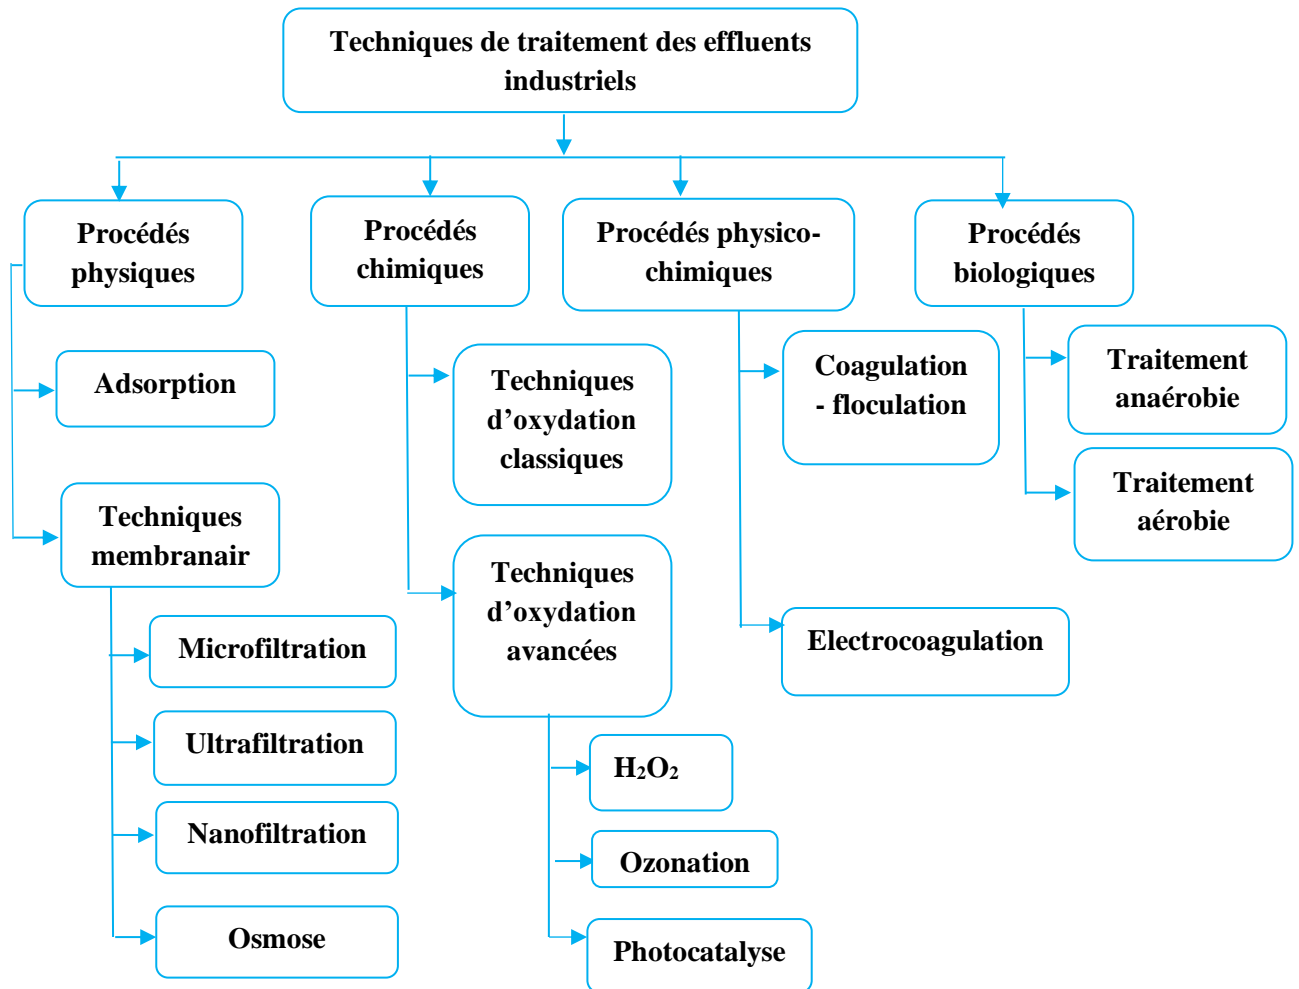 Techniques de traitement des effluents
industriels
Procédés
physiques
Procédés
chimiques
Procédés physico-
chimiques
Procédés
biologiques
Adsorption
Techniques
membranair
Microfiltration
Ultrafiltration
Nanofiltration
Osmose
Techniques
d’oxydation
classiques
Techniques
d’oxydation
avancées
H₂O₂
Ozonation
Photocatalyse
Coagulation
- floculation
Electrocoagulation
Traitement
anaérobie
Traitement
aérobie